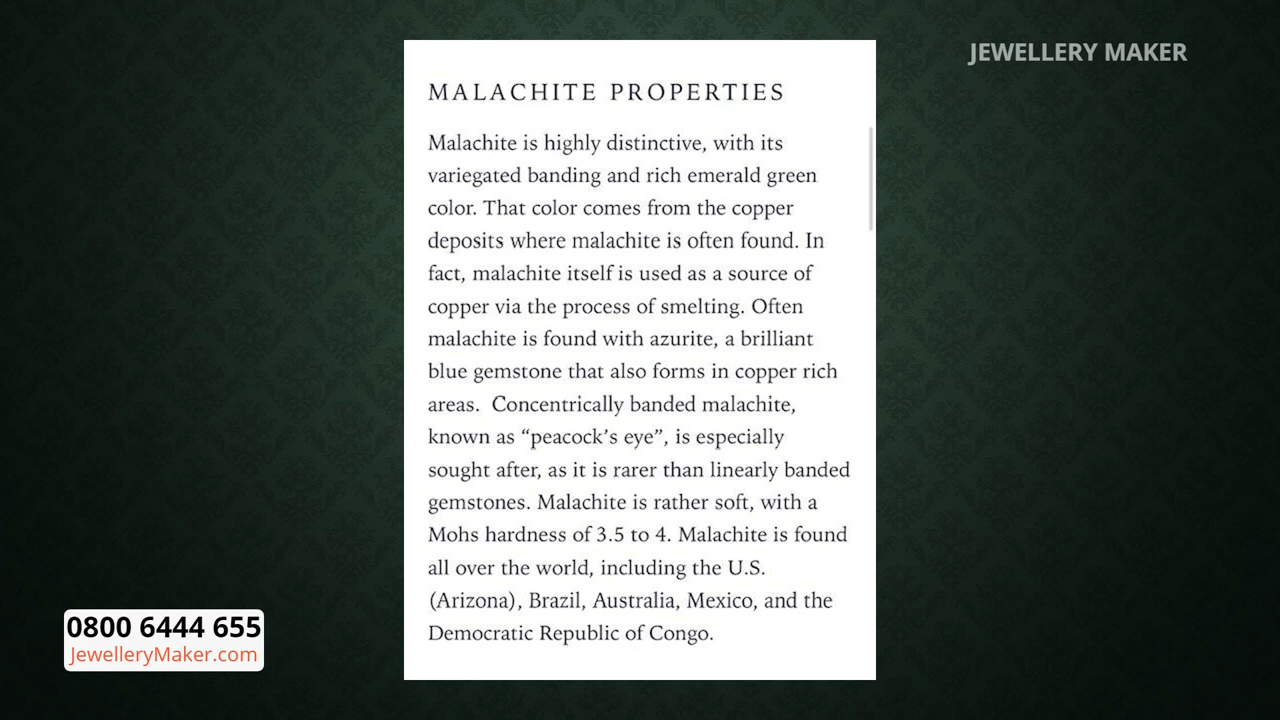 JEWELLERY MAKER
MALACHITE PROPERTIES
Malachite is highly distinctive, with its
variegated banding and rich emerald green
color. That color comes from the copper
deposits where malachite is often found. In
fact, malachite itself is used as a source of
copper via the process of smelting. Often
malachite is found with azurite, a brilliant
blue gemstone that also forms in copper rich
areas.  Concentrically banded malachite,
known as “peacock’s eye”, is especially
sought after, as it is rarer than linearly banded
gemstones. Malachite is rather soft, with a
Mohs hardness of 3.5 to 4. Malachite is found
all over the world, including the U.S.
(Arizona), Brazil, Australia, Mexico, and the
Democratic Republic of Congo.
0800 6444 655
JewelleryMaker.com